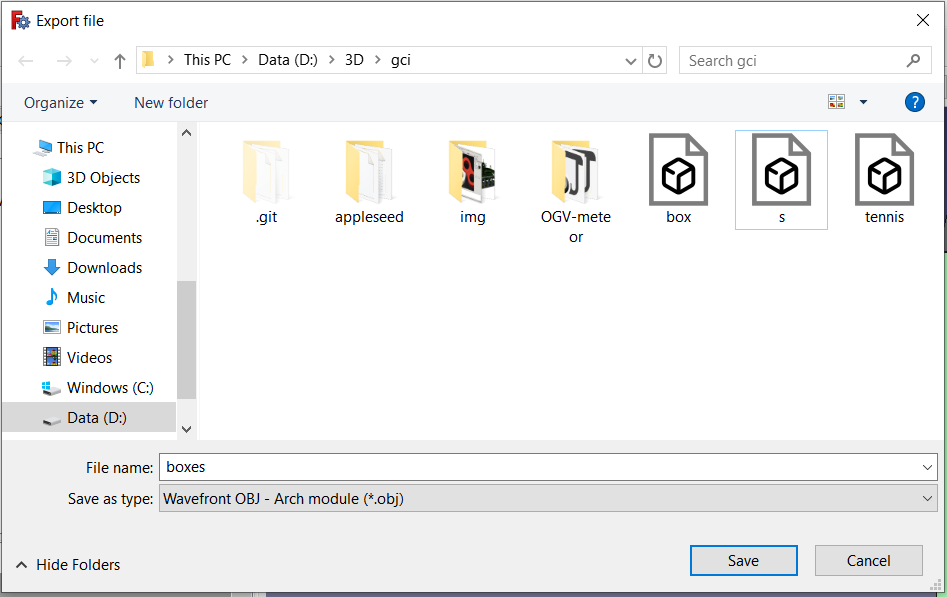 Export file
This PC
Data (D:)
3D
gci
Search gci
Organize
New folder
?
This PC
3D Objects
Desktop
Documents
Downloads
Music
Pictures
Videos
Windows (C:)
Data (D:)
.git
appleseed
img
OGV-mete
or
box
s
tennis
File name:
boxes
Save as type:
Wavefront OBJ - Arch module (*.obj)
Hide Folders
Save
Cancel